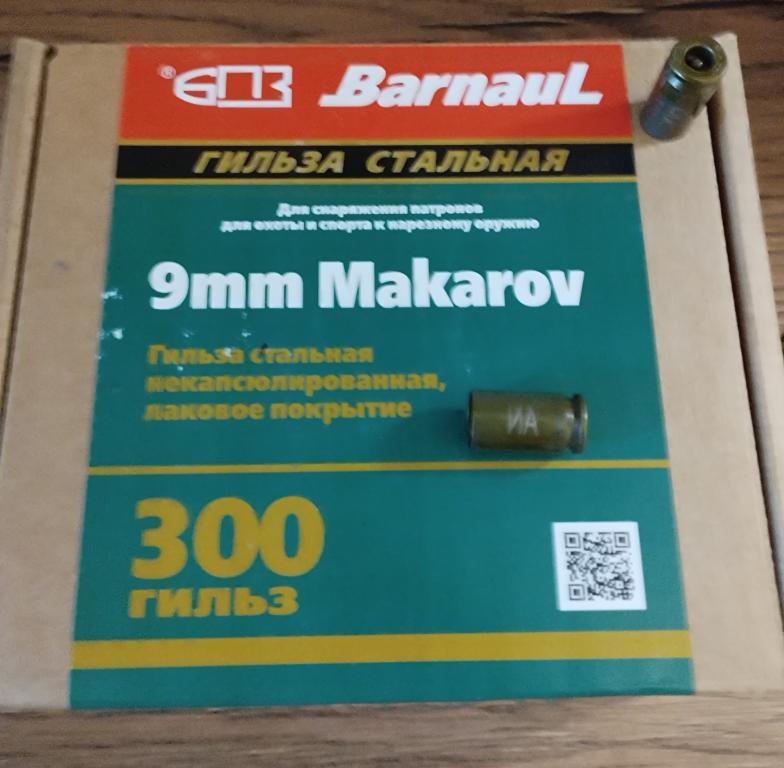 ® БПЗ Barnaul
ГИЛЬЗА СТАЛЬНАЯ
Для снаряжения патронов
для охоты и спорта к нарезному оружию
9mm Makarov
Гильза стальная
некапсюлированная,
лаковое покрытие
ИА
300
гильз